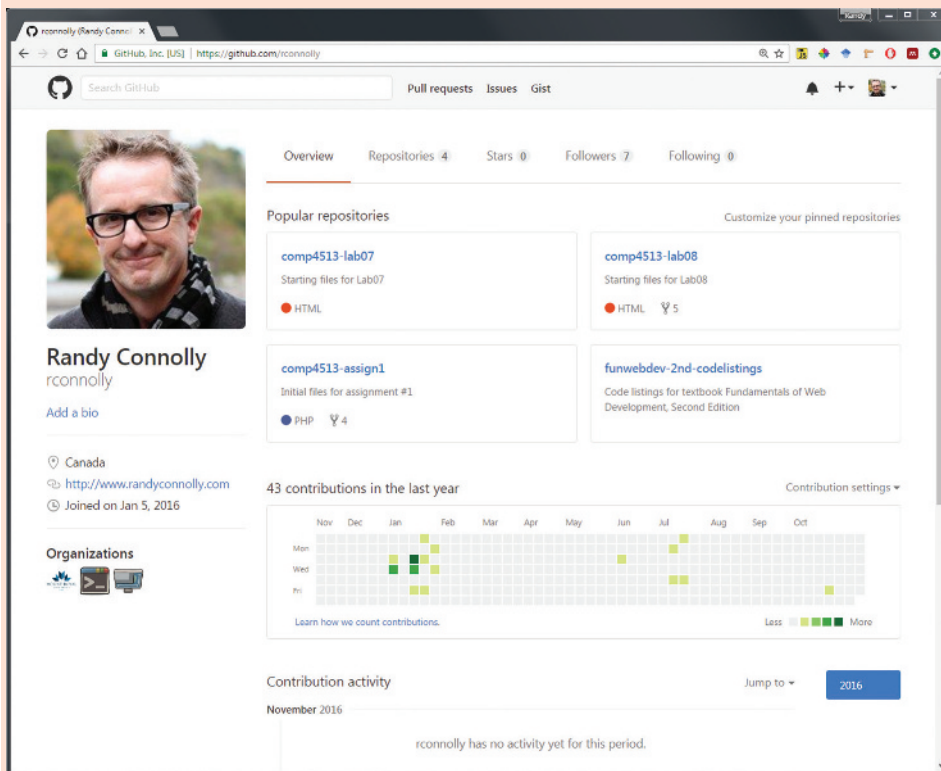 Randy
rconnolly (Randy Connol
GitHub, Inc. [US] | https://github.com/rconnolly
Search GitHub
Pull requests Issues Gist
Overview Repositories 4 Stars 0 Followers 7 Following 0
Popular repositories
Customize your pinned repositories
comp4513-lab07
Starting files for Lab07
HTML
comp4513-lab08
Starting files for Lab08
HTML 5
comp4513-assign1
Initial files for assignment #1
PHP 4
funwebdev-2nd-codelistings
Code listings for textbook Fundamentals of Web
Development, Second Edition
Randy Connolly
rconnolly
Add a bio
Canada
http://www.randyconnolly.com
Joined on Jan 5, 2016
Organizations
43 contributions in the last year
Contribution settings
Nov Dec Jan Feb Mar Apr May Jun Jul Aug Sep Oct
Mon
Wed
Fri
Learn how we count contributions.
Less More
Contribution activity
Jump to
2016
November 2016
rconnolly has no activity yet for this period.